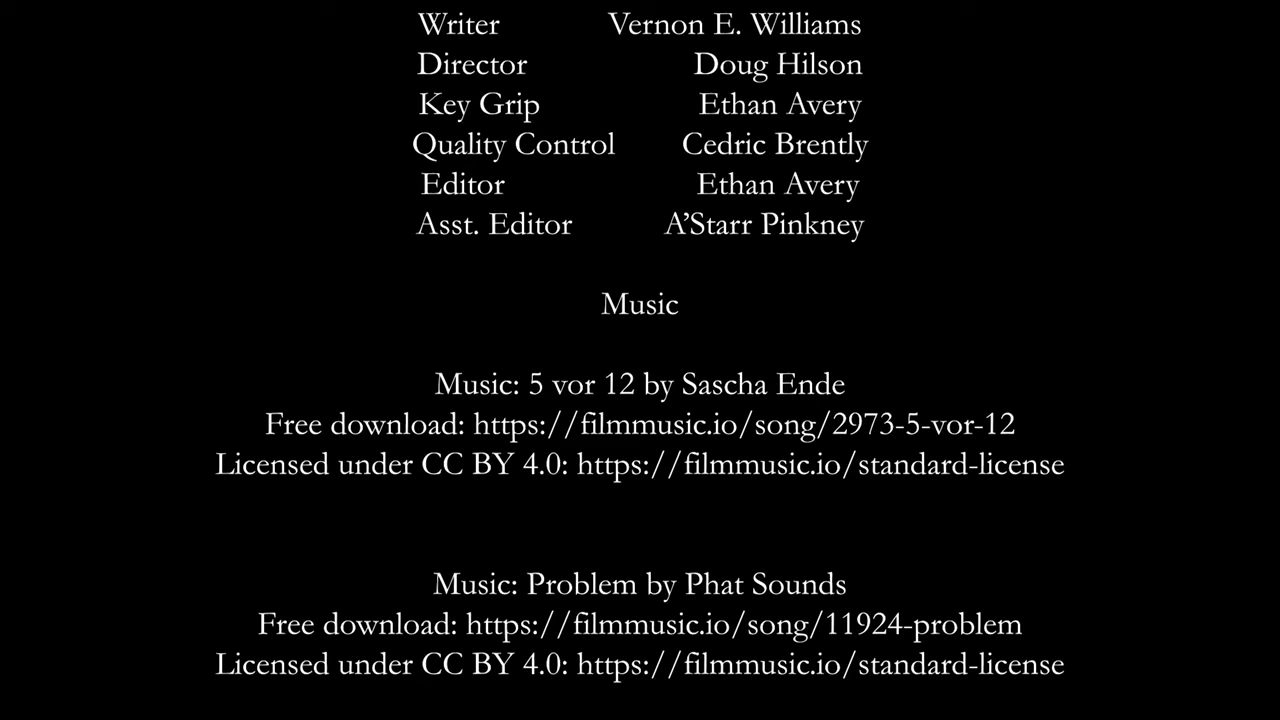 Writer Vernon E. Williams
Director Doug Hilson
Key Grip Ethan Avery
Quality Control Cedric Brently
Editor Ethan Avery
Asst. Editor A’Starr Pinkney
Music
Music: 5 vor 12 by Sascha Ende
Free download: https://filmmusic.io/song/2973-5-vor-12
Licensed under CC BY 4.0: https://filmmusic.io/standard-license
Music: Problem by Phat Sounds
Free download: https://filmmusic.io/song/11924-problem
Licensed under CC BY 4.0: https://filmmusic.io/standard-license